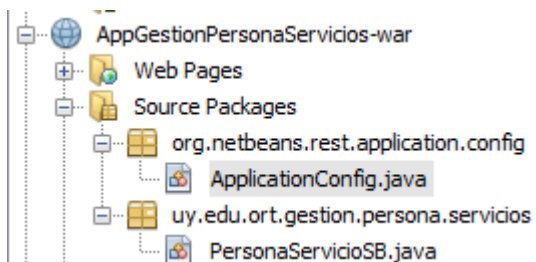 AppGestionPersonaServicios-war
Web Pages
Source Packages
org.netbeans.rest.application.config
ApplicationConfig.java
uy.edu.ort.gestion.persona.servicios
PersonaServicioSB.java